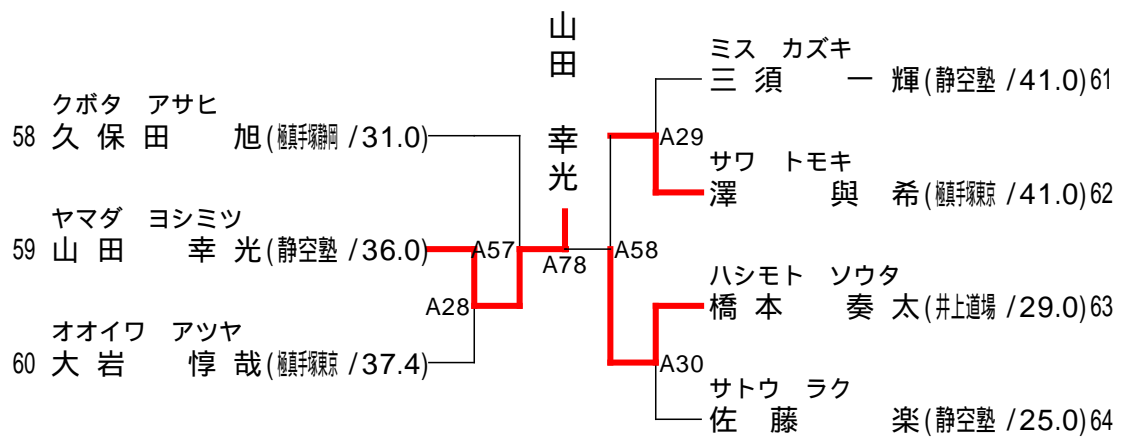 山田 幸光
クボタ アサヒ
58 久保田 旭(極真手塚静岡 /31.0)
ヤマダ ヨシミツ
59 山田 幸光(静空塾 /36.0)
オオイワ アツヤ
60 大岩 惇哉(極真手塚東京 /37.4)
A57
A28
A78
A58
A29
A30
ミス カズキ
三須 一輝(静空塾 /41.0)61
サワ トモキ
澤 與希(極真手塚東京 /41.0)62
ハシモト ソウタ
橋本 奏太(井上道場 /29.0)63
サトウ ラク
佐藤 楽(静空塾 /25.0)64